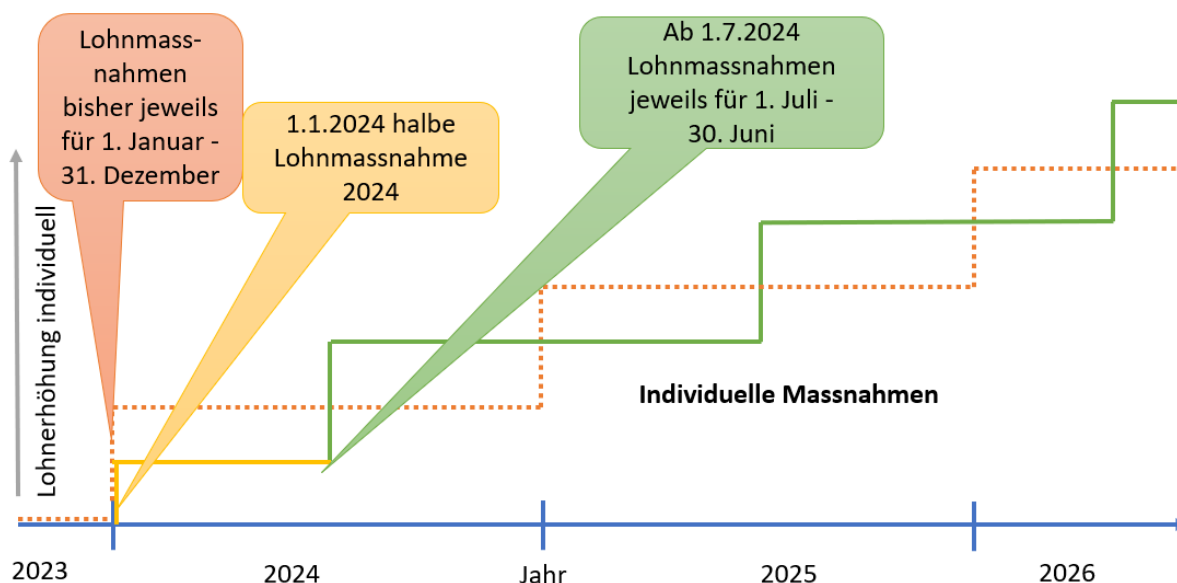 Lohnmass-
nahmen
bisher jeweils
für 1. Januar -
31. Dezember
1.1.2024 halbe
Lohnmassnahme
2024
Ab 1.7.2024
Lohnmassnahmen
jeweils für 1. Juli -
30. Juni
Lohnerhöhung individuell
Individuelle Massnahmen
2023
2024
Jahr
2025
2026